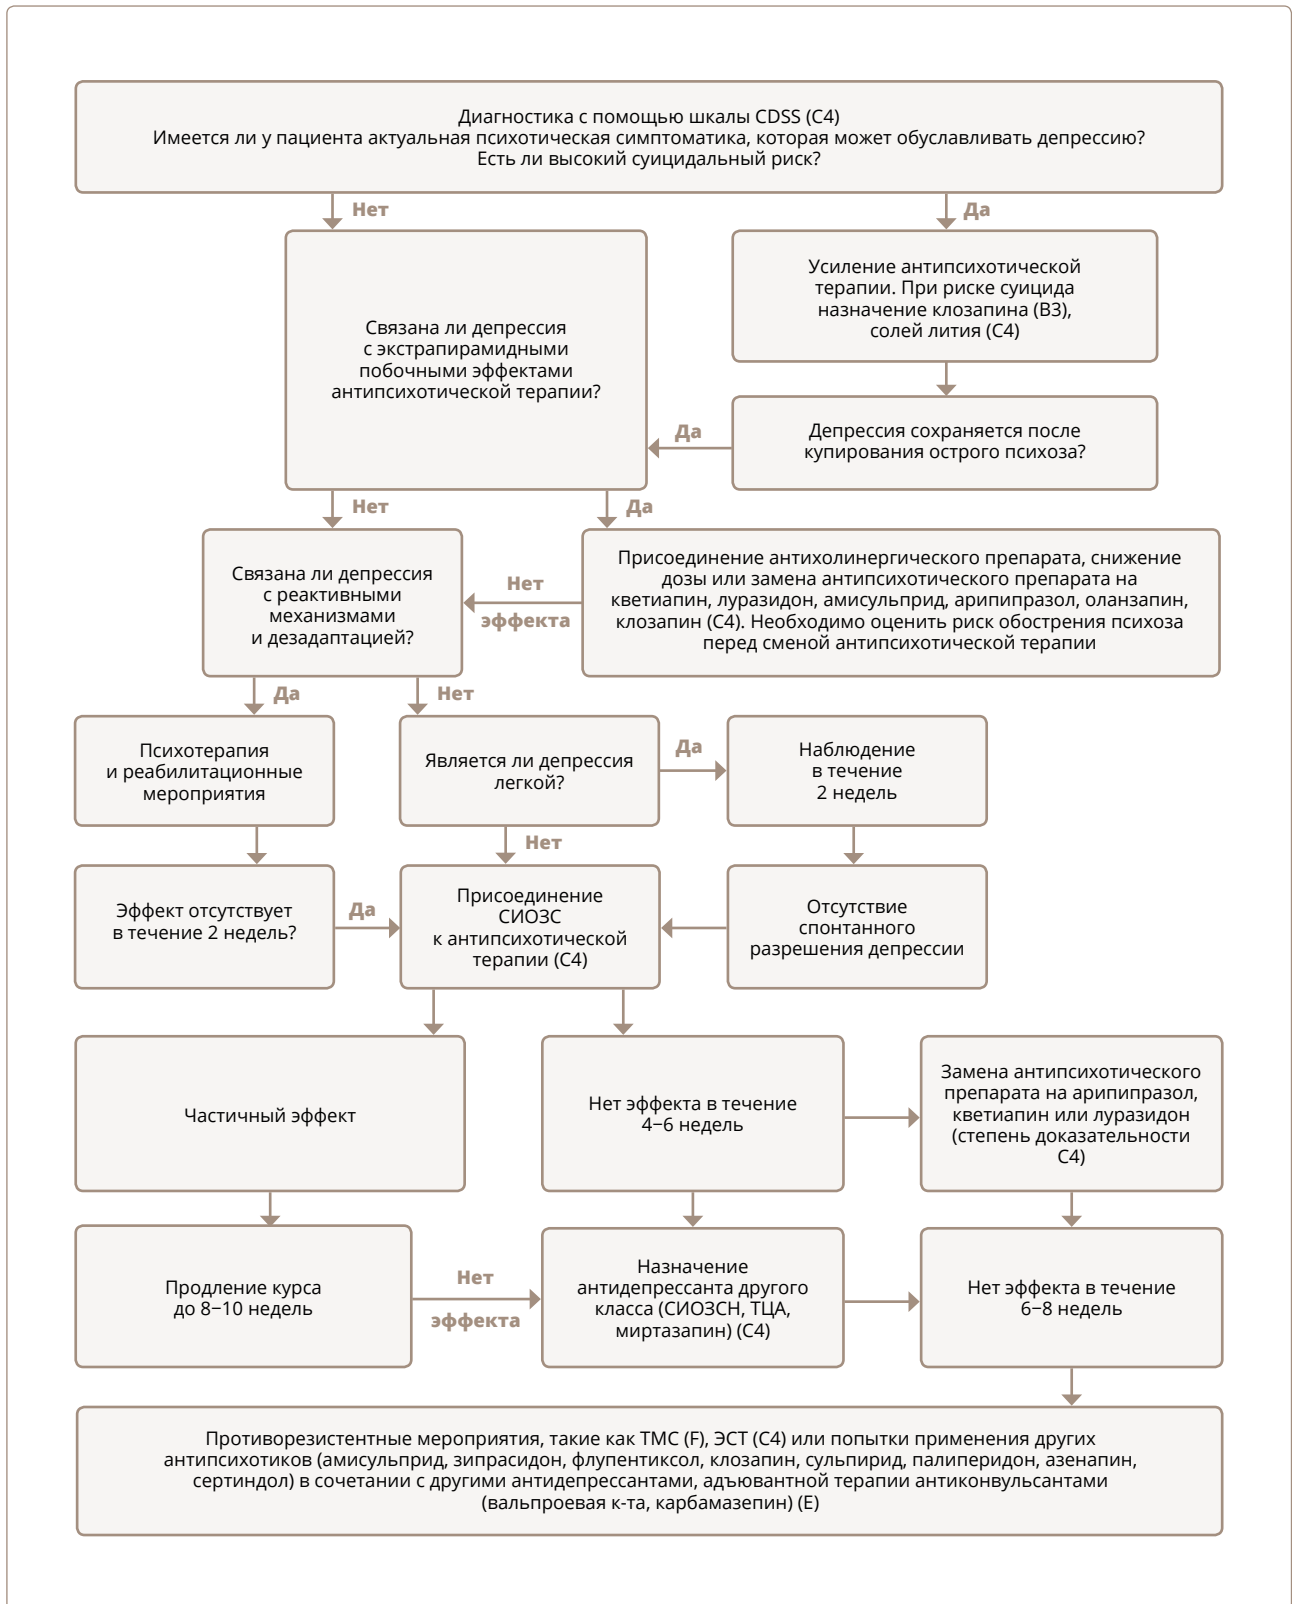 Диагностика с помощью шкалы CDSS (C4)
Имеется ли у пациента актуальная психотическая симптоматика, которая может обуславливать депрессию?
Есть ли высокий суицидальный риск?
Нет
Да
Связана ли депрессия
с экстрапирамидными
побочными эффектами
антипсихотической терапии?
Усиление антипсихотической
терапии. При риске суицида
назначение клозапина (B3),
солей лития (C4)
Да
Депрессия сохраняется после
купирования острого психоза?
Нет
Да
Связана ли депрессия
с реактивными
механизмами
и дезадаптацией?
Нет
эффекта
Присоединение антихолинергического препарата, снижение
дозы или замена антипсихотического препарата на
кветиапин, луразидон, амисульприд, арипипразол, оланзапин,
клозапин (C4). Необходимо оценить риск обострения психоза
перед сменой антипсихотической терапии
Да
Нет
Психотерапия
и реабилитационные
мероприятия
Является ли депрессия
легкой?
Да
Наблюдение
в течение
2 недель
Нет
Эффект отсутствует
в течение 2 недель?
Да
Присоединение
СИОЗС
к антипсихотической
терапии (C4)
Отсутствие
спонтанного
разрешения депрессии
Частичный эффект
Нет эффекта в течение
4–6 недель
Замена антипсихотического
препарата на арипипразол,
кветиапин или луразидон
(степень доказательности
C4)
Продление курса
до 8–10 недель
Нет
эффекта
Назначение
антидепрессанта другого
класса (СИОЗСН, ТЦА,
миртазапин) (C4)
Нет эффекта в течение
6–8 недель
Противорезистентные мероприятия, такие как ТМС (F), ЭСТ (C4) или попытки применения других
антипсихотиков (амисульприд, зипрасидон, флупентиксол, клозапин, сульпирид, палиперидон, азенапин,
сертиндол) в сочетании с другими антидепрессантами, адъювантной терапии антиконвульсантами
(вальпроевая к-та, карбамазепин) (E)